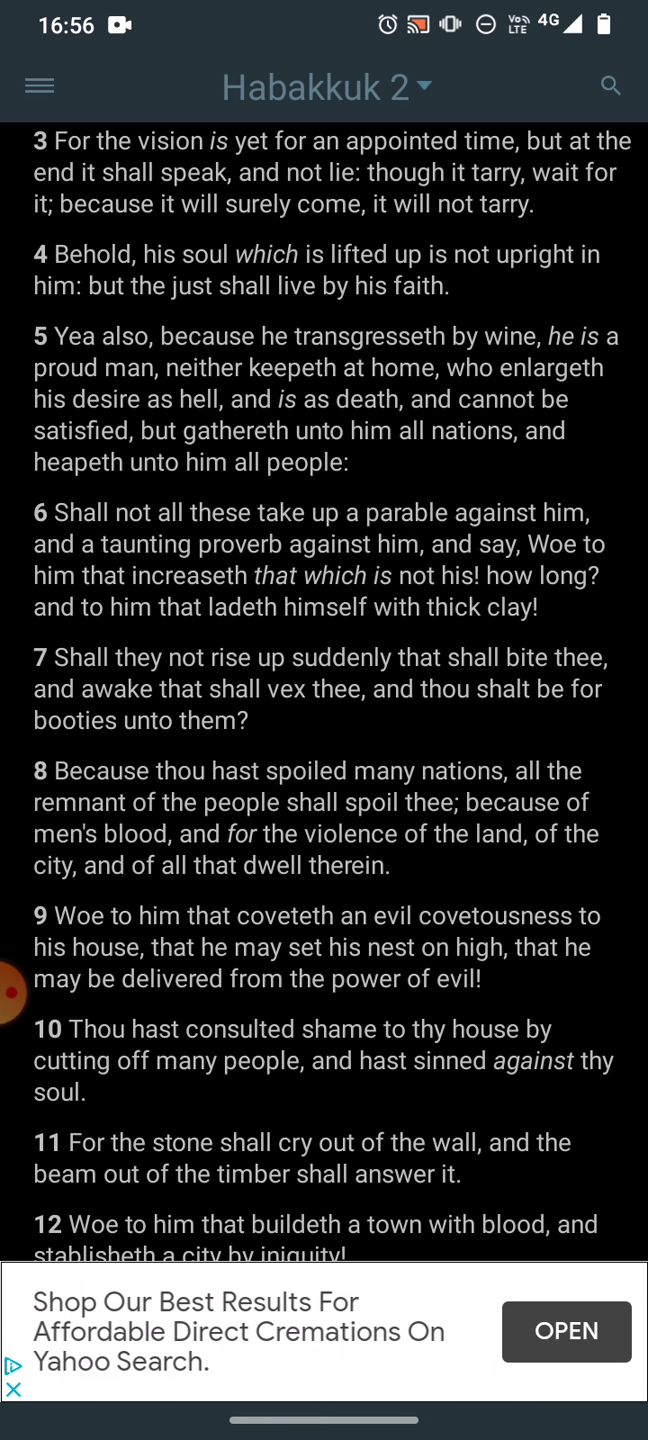 16:56
Vo LTE 4G
Habakkuk 2
3 For the vision is yet for an appointed time, but at the
end it shall speak, and not lie: though it tarry, wait for
it; because it will surely come, it will not tarry.
4 Behold, his soul which is lifted up is not upright in
him: but the just shall live by his faith.
5 Yea also, because he transgresseth by wine, he is a
proud man, neither keepeth at home, who enlargeth
his desire as hell, and is as death, and cannot be
satisfied, but gathereth unto him all nations, and
heapeth unto him all people:
6 Shall not all these take up a parable against him,
and a taunting proverb against him, and say, Woe to
him that increaseth that which is not his! how long?
and to him that ladeth himself with thick clay!
7 Shall they not rise up suddenly that shall bite thee,
and awake that shall vex thee, and thou shalt be for
booties unto them?
8 Because thou hast spoiled many nations, all the
remnant of the people shall spoil thee; because of
men's blood, and for the violence of the land, of the
city, and of all that dwell therein.
9 Woe to him that coveteth an evil covetousness to
his house, that he may set his nest on high, that he
may be delivered from the power of evil!
10 Thou hast consulted shame to thy house by
cutting off many people, and hast sinned against thy
soul.
11 For the stone shall cry out of the wall, and the
beam out of the timber shall answer it.
12 Woe to him that buildeth a town with blood, and
stablisheth a city by iniquity!
Shop Our Best Results For
Affordable Direct Cremations On
Yahoo Search.
OPEN